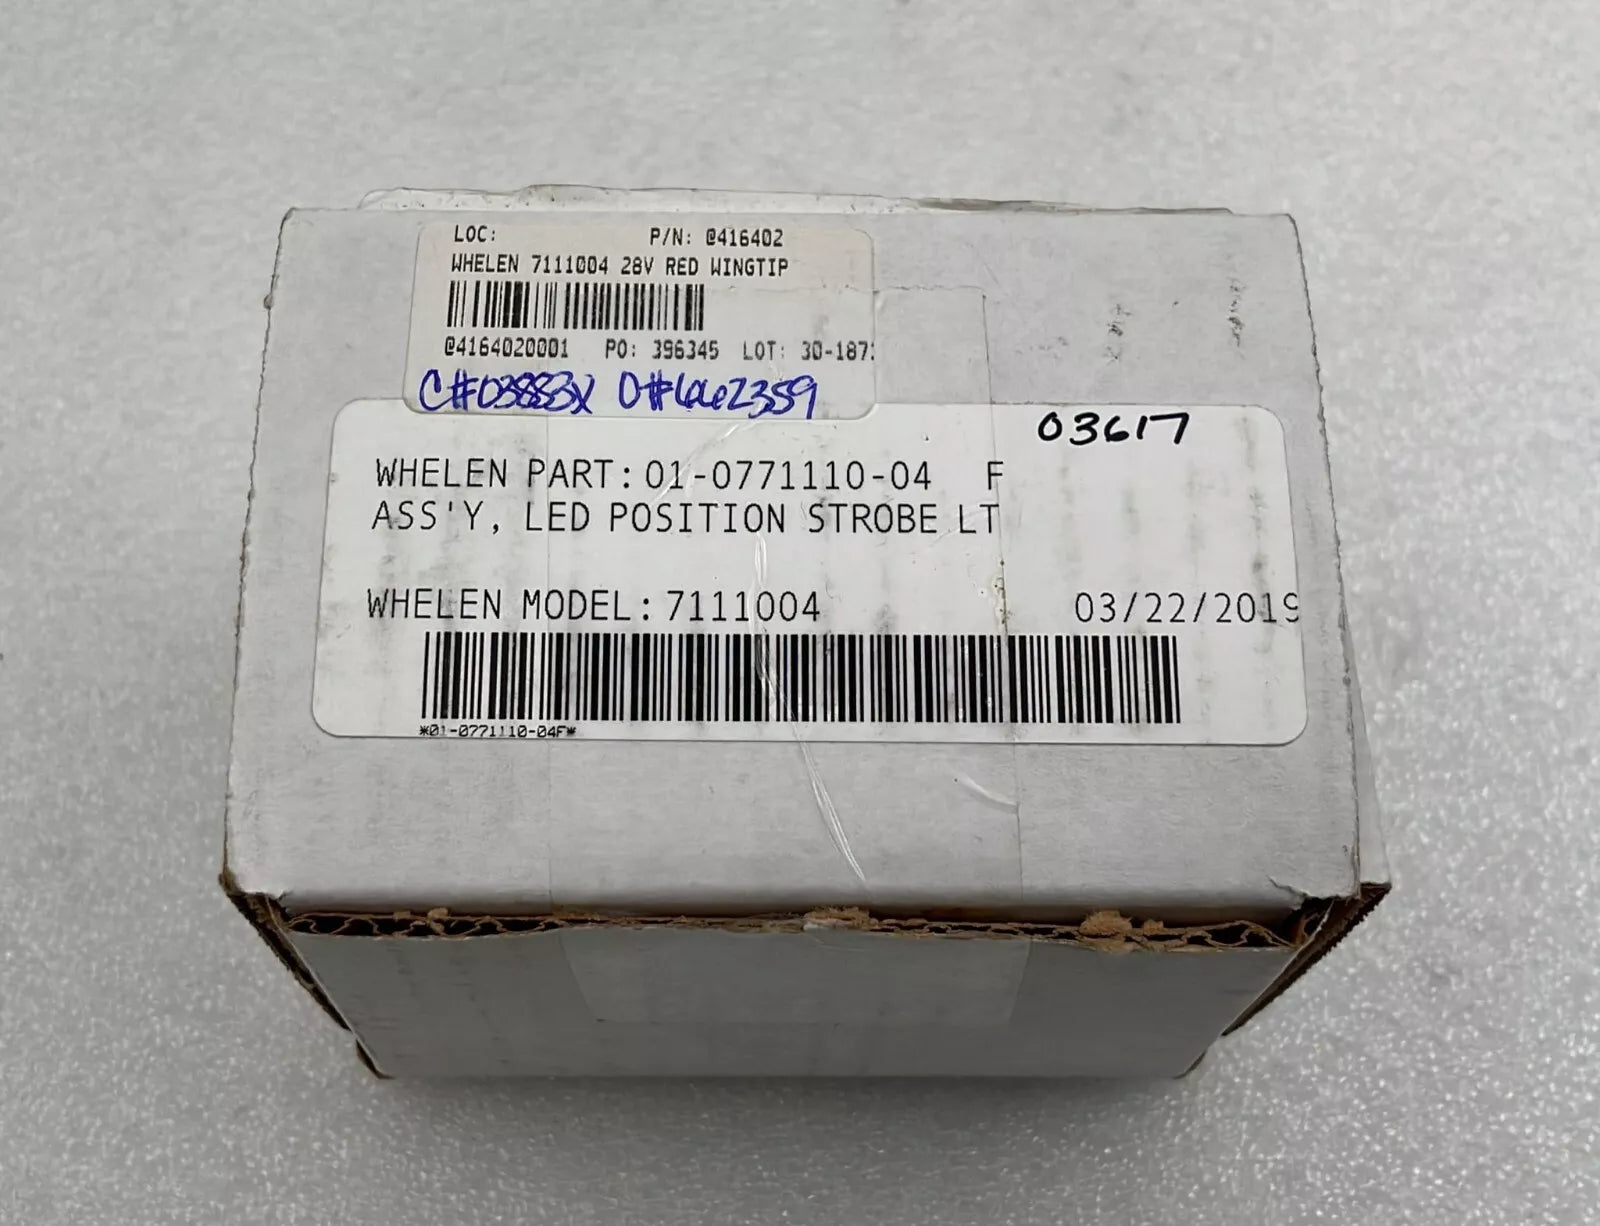 LOC: P/N: @416402
WHELEN 7111004 28V RED WINGTIP
@4164020001 PO: 396345 LOT: 30-187
C#03883X O#662359
03617
WHELEN PART: 01-0771110-04 F
ASS'Y, LED POSITION STROBE LT
WHELEN MODEL: 7111004 03/22/2019
*01-0771110-04F*